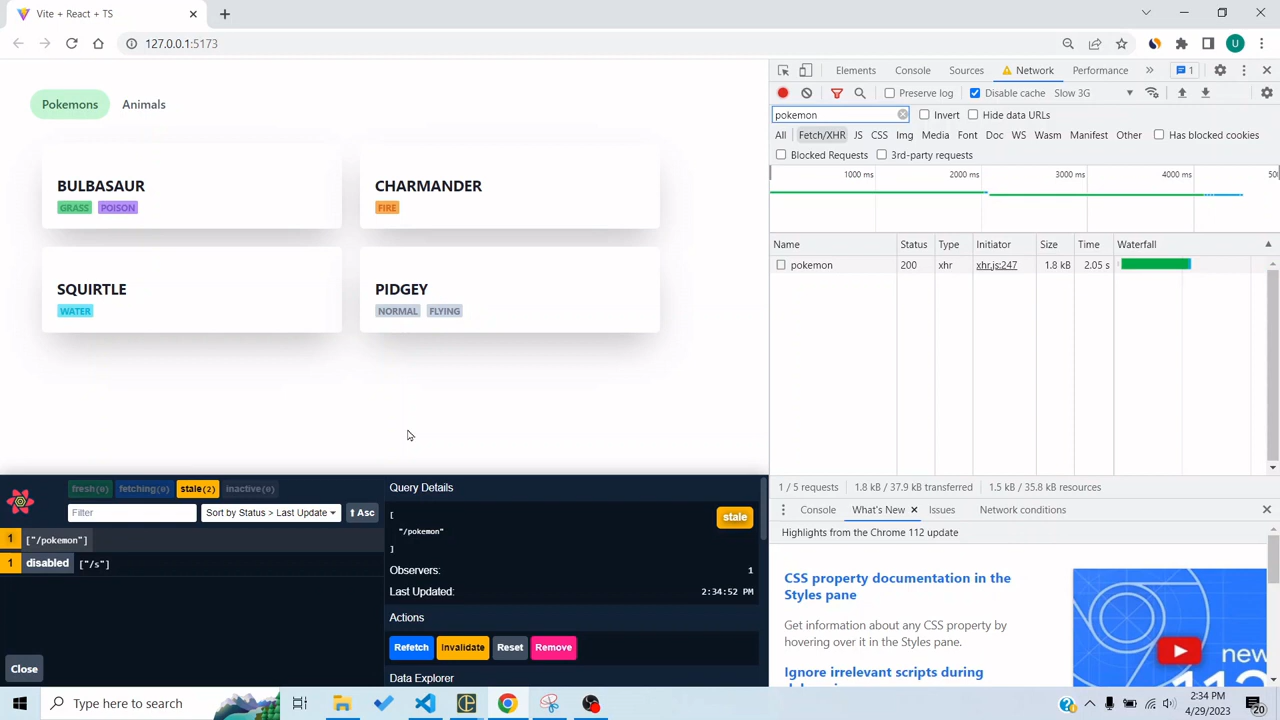 Vite + React + TS
127.0.0.1:5173
U
Pokemons
Animals
BULBASAUR
GRASS POISON
CHARMANDER
FIRE
SQUIRTLE
WATER
PIDGEY
NORMAL FLYING
Elements Console Sources Network Performance 1
Preserve log Disable cache Slow 3G
pokemon Invert Hide data URLs
All Fetch/XHR JS CSS Img Media Font Doc WS Wasm Manifest Other Has blocked cookies
Blocked Requests 3rd-party requests
1000 ms 2000 ms 3000 ms 4000 ms
Name Status Type Initiator Size Time Waterfall
pokemon 200 xhr xhr.js:247 1.8 kB 2.05 s
1 / 5 requests 1.8 kB / 37.9 kB transferred 1.5 kB / 35.8 kB resources
Console What's New Issues Network conditions
Highlights from the Chrome 112 update
CSS property documentation in the
Styles pane
Get information about any CSS property by
hovering over it in the Styles pane.
Ignore irrelevant scripts during
new
112
fresh(0) fetching(0) stale(2) inactive(0)
Filter Sort by Status > Last Update Asc
1 ["/pokemon"]
1 disabled ["/s"]
Close
Query Details
[
"/pokemon"
]
stale
Observers: 1
Last Updated: 2:34:52 PM
Actions
Refetch Invalidate Reset Remove
Data Explorer
Type here to search
2:34 PM
4/29/2023
20